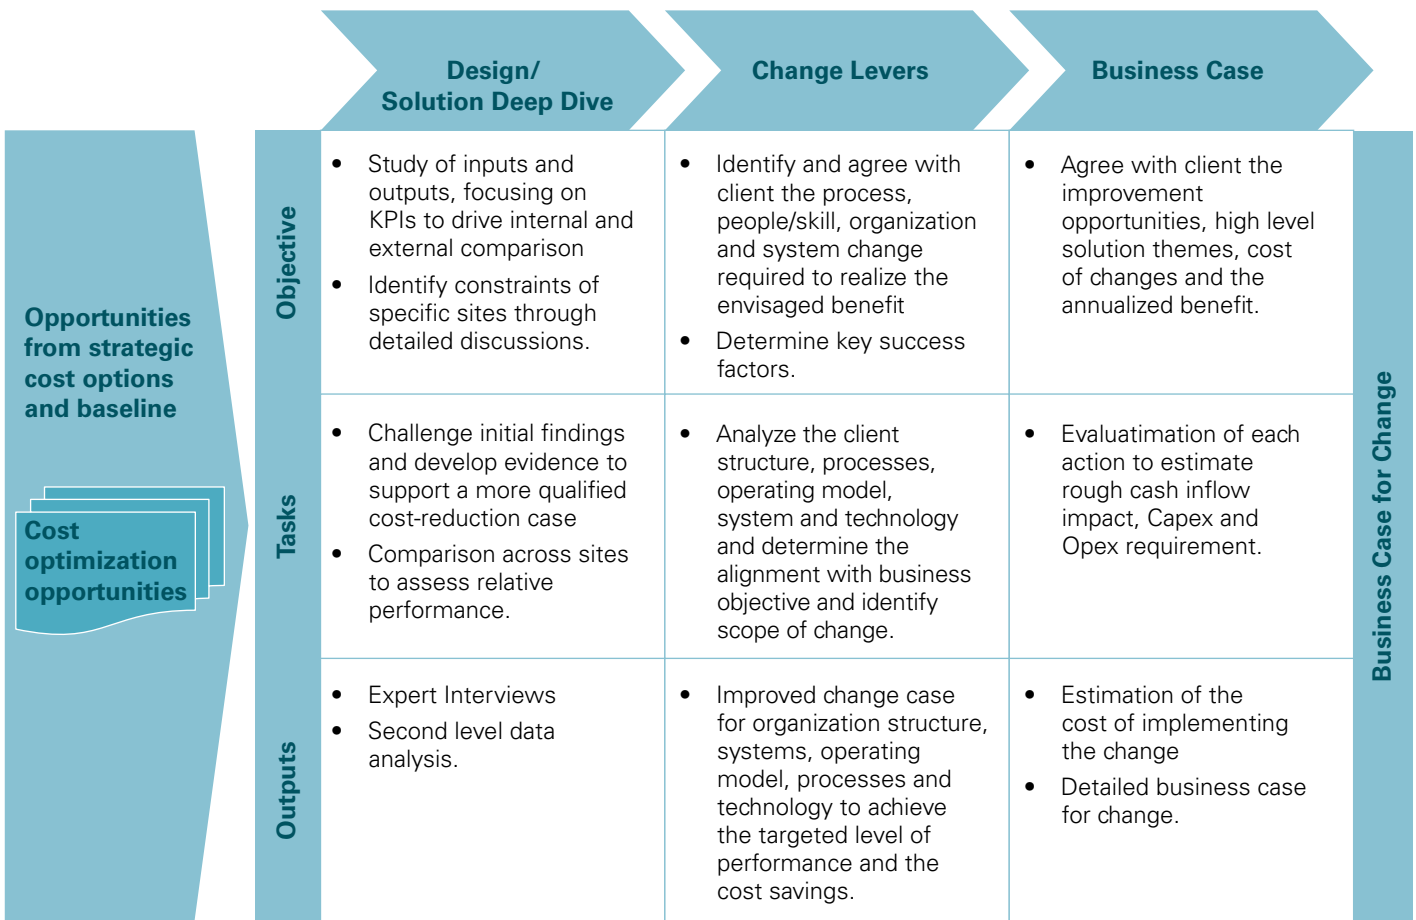 Design/
Solution Deep Dive
Change Levers
Business Case
Opportunities
from strategic
cost options
and baseline
Cost
optimization
opportunities
Objective
• Study of inputs and
outputs, focusing on
KPIs to drive internal and
external comparison
• Identify constraints of
specific sites through
detailed discussions.
• Identify and agree with
client the process,
people/skill, organization
and system change
required to realize the
envisaged benefit
• Determine key success
factors.
• Agree with client the
improvement
opportunities, high level
solution themes, cost
of changes and the
annualized benefit.
Tasks
• Challenge initial findings
and develop evidence to
support a more qualified
cost-reduction case
• Comparison across sites
to assess relative
performance.
• Analyze the client
structure, processes,
operating model,
system and technology
and determine the
alignment with business
objective and identify
scope of change.
• Evaluatimation of each
action to estimate
rough cash inflow
impact, Capex and
Opex requirement.
Outputs
• Expert Interviews
• Second level data
analysis.
• Improved change case
for organization structure,
systems, operating
model, processes and
technology to achieve
the targeted level of
performance and the
cost savings.
• Estimation of the
cost of implementing
the change
• Detailed business case
for change.
Business Case for Change